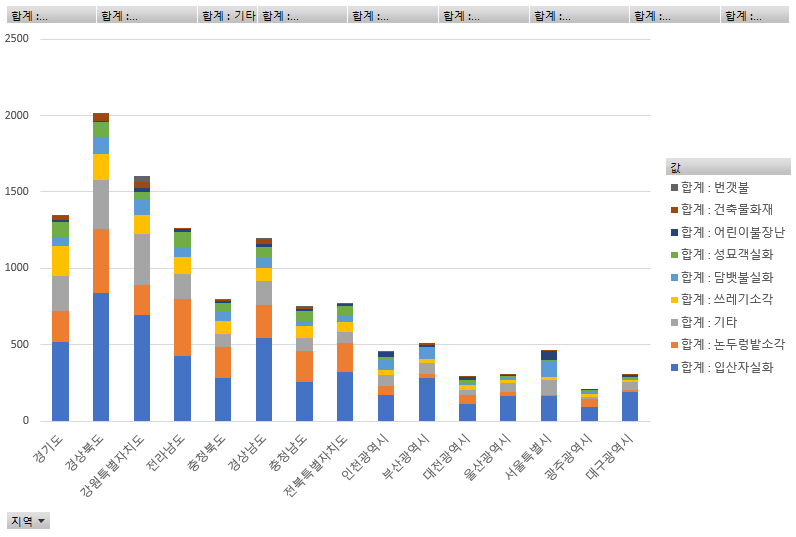 합계 :... 합계 :... 합계 : 기타 합계 :... 합계 :... 합계 :... 합계 :... 합계 :... 합계 :...
2500
2000
1500
1000
500
0
경기도 경상북도 강원특별자치도 전라남도 충청북도 경상남도 충청남도 전북특별자치도 인천광역시 부산광역시 대전광역시 울산광역시 서울특별시 광주광역시 대구광역시
값
합계 : 번갯불
합계 : 건축물화재
합계 : 어린이불장난
합계 : 성묘객실화
합계 : 담뱃불실화
합계 : 쓰레기소각
합계 : 기타
합계 : 논두렁밭소각
합계 : 입산자실화
지역